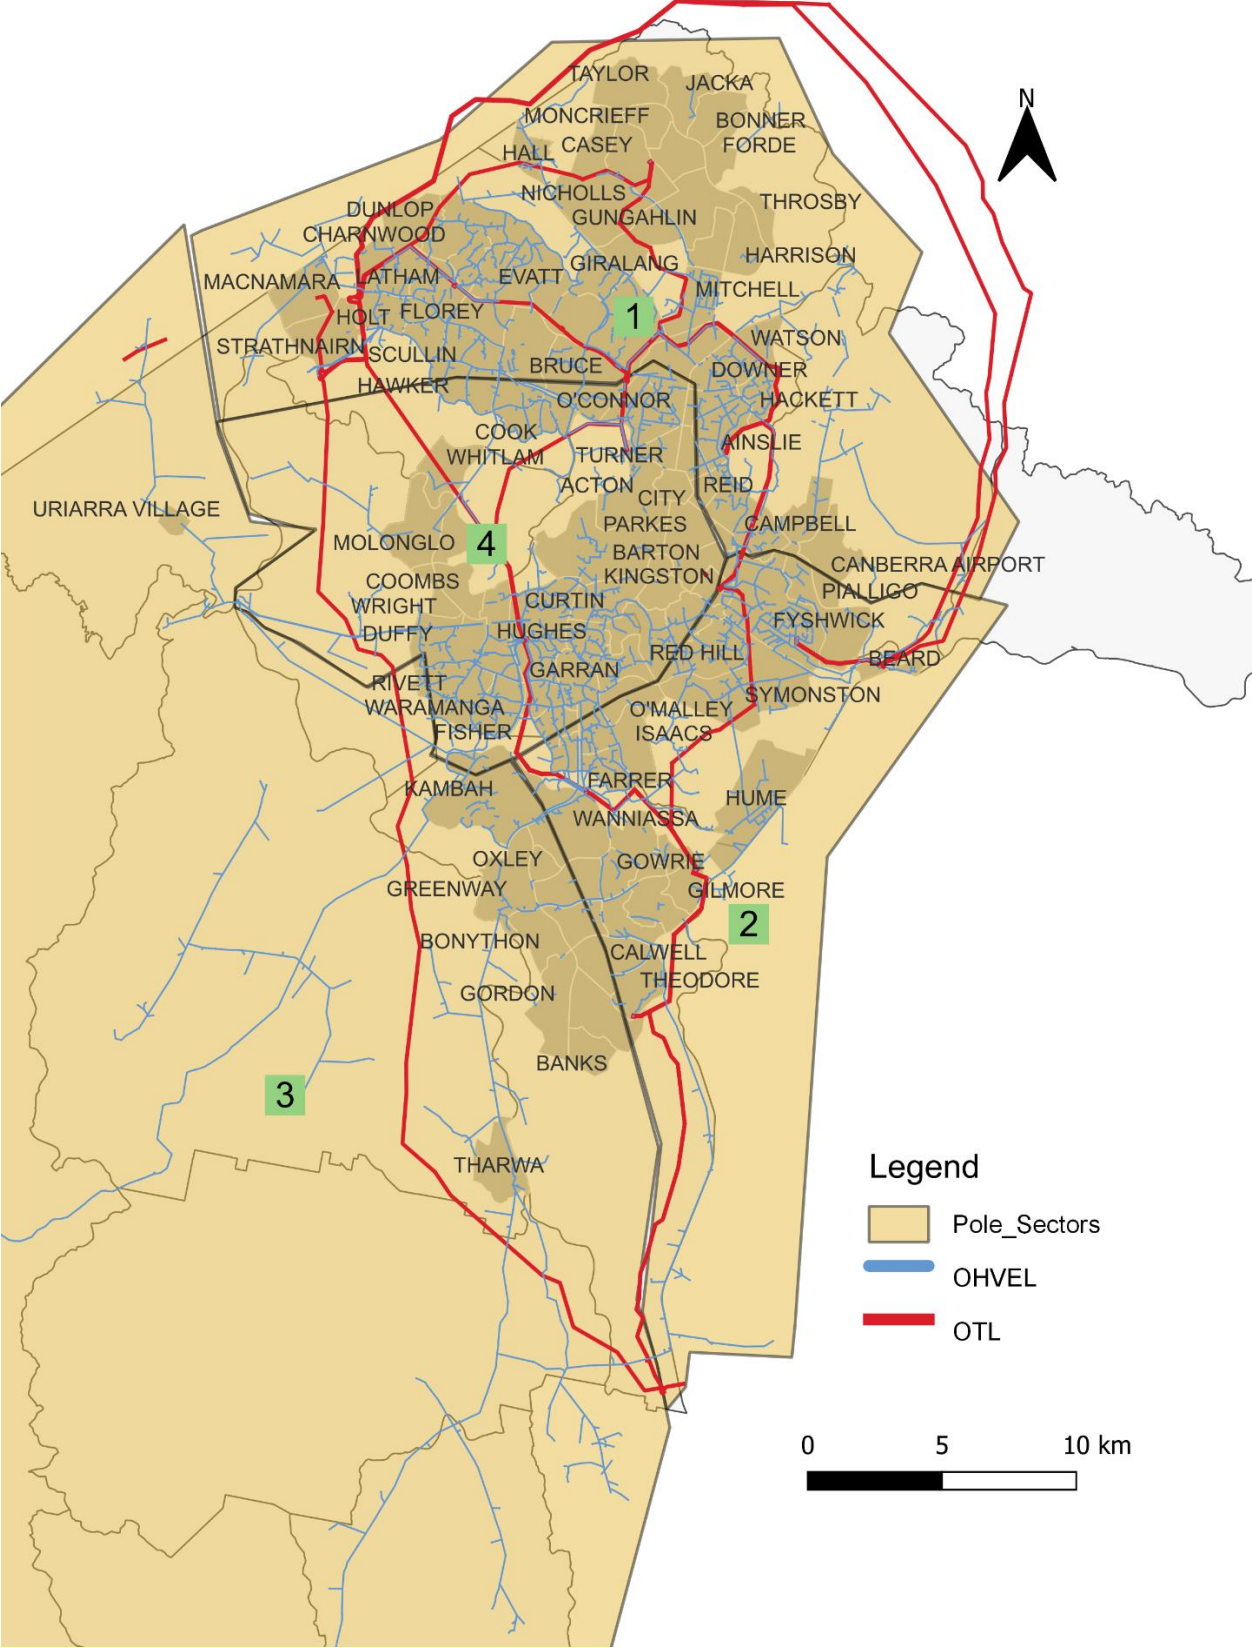 TAYLOR
JACKA
MONCRIEFF
BONNER
HALL
CASEY
FORDE
NICHOLLS
THROSBY
DUNLOP
GUNGAHLIN
CHARNWOOD
HARRISON
GIRALANG
MACNAMARA
LATHAM
EVATT
MITCHELL
HOLT
FLOREY
1
STRATHNAIRN
SCULLIN
WATSON
BRUCE
DOWNER
HAWKER
O'CONNOR
HACKETT
COOK
AINSLIE
WHITLAM
TURNER
ACTON
CITY
REID
URIARRA VILLAGE
PARKES
CAMPBELL
MOLONGLO
4
BARTON
CANBERRA AIRPORT
COOMBS
KINGSTON
PIALLIGO
WRIGHT
CURTIN
FYSHWICK
DUFFY
HUGHES
RED HILL
BEARD
GARRAN
RIVETT
SYMONSTON
WARAMANGA
O'MALLEY
FISHER
ISAACS
KAMBAH
FARRER
HUME
WANNIASSA
OXLEY
GOWRIE
GREENWAY
GILMORE
2
BONYTHON
CALWELL
THEODORE
GORDON
BANKS
3
THARWA
N
Legend
Pole_Sectors
OHVEL
OTL
0 5 10 km